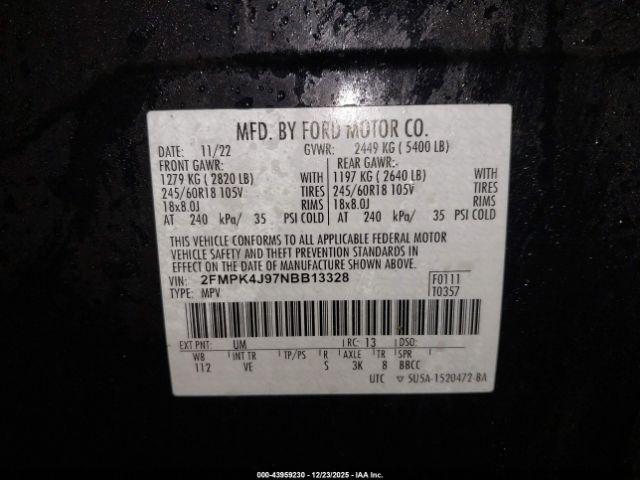 MFD. BY FORD MOTOR CO.
DATE: 11/22 GVWR: 2449 KG ( 5400 LB)
FRONT GAWR: REAR GAWR:-
1279 KG ( 2820 LB) WITH 1197 KG ( 2640 LB) WITH
245/60R18 105V TIRES 245/60R18 105V TIRES
18x8.0J RIMS 18x8.0J RIMS
AT 240 kPa/ 35 PSI COLD AT 240 kPa/ 35 PSI COLD
THIS VEHICLE CONFORMS TO ALL APPLICABLE FEDERAL MOTOR
VEHICLE SAFETY AND THEFT PREVENTION STANDARDS IN
EFFECT ON THE DATE OF MANUFACTURE SHOWN ABOVE.
VIN: 2FMPK4J97NBB13328 F0111
TYPE: MPV T0357
EXT PNT: UM RC: 13 DSO:
WB INT TR TP/PS R AXLE TR SPR
112 VE S 3K 8 BBCC
UTC ▽ 5U5A-1520472-BA
000-43959230 - 12/23/2025 - IAA Inc.